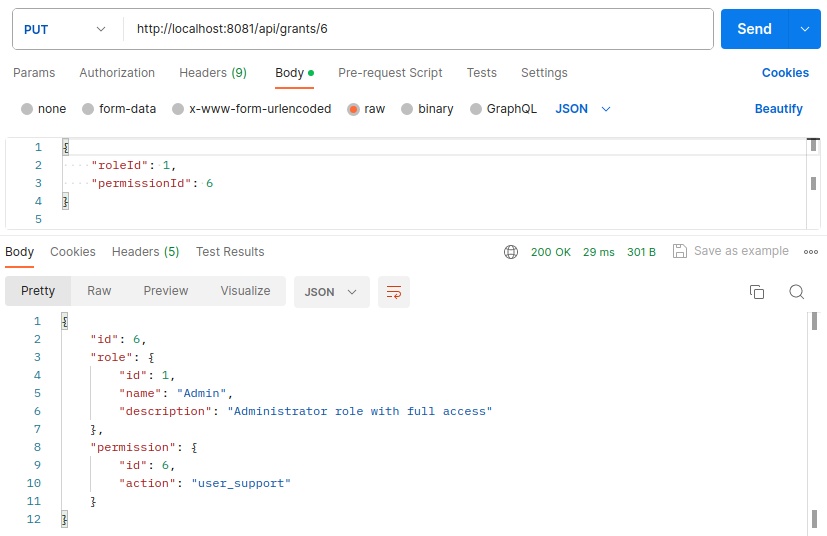 PUT http://localhost:8081/api/grants/6 Send
Params Authorization Headers (9) Body Pre-request Script Tests Settings Cookies
none form-data x-www-form-urlencoded raw binary GraphQL JSON Beautify
1 {
2 "roleId": 1,
3 "permissionId": 6
4 }
5
Body Cookies Headers (5) Test Results 200 OK 29 ms 301 B Save as example
Pretty Raw Preview Visualize JSON
1 {
2 "id": 6,
3 "role": {
4 "id": 1,
5 "name": "Admin",
6 "description": "Administrator role with full access"
7 },
8 "permission": {
9 "id": 6,
10 "action": "user_support"
11 }
12 }